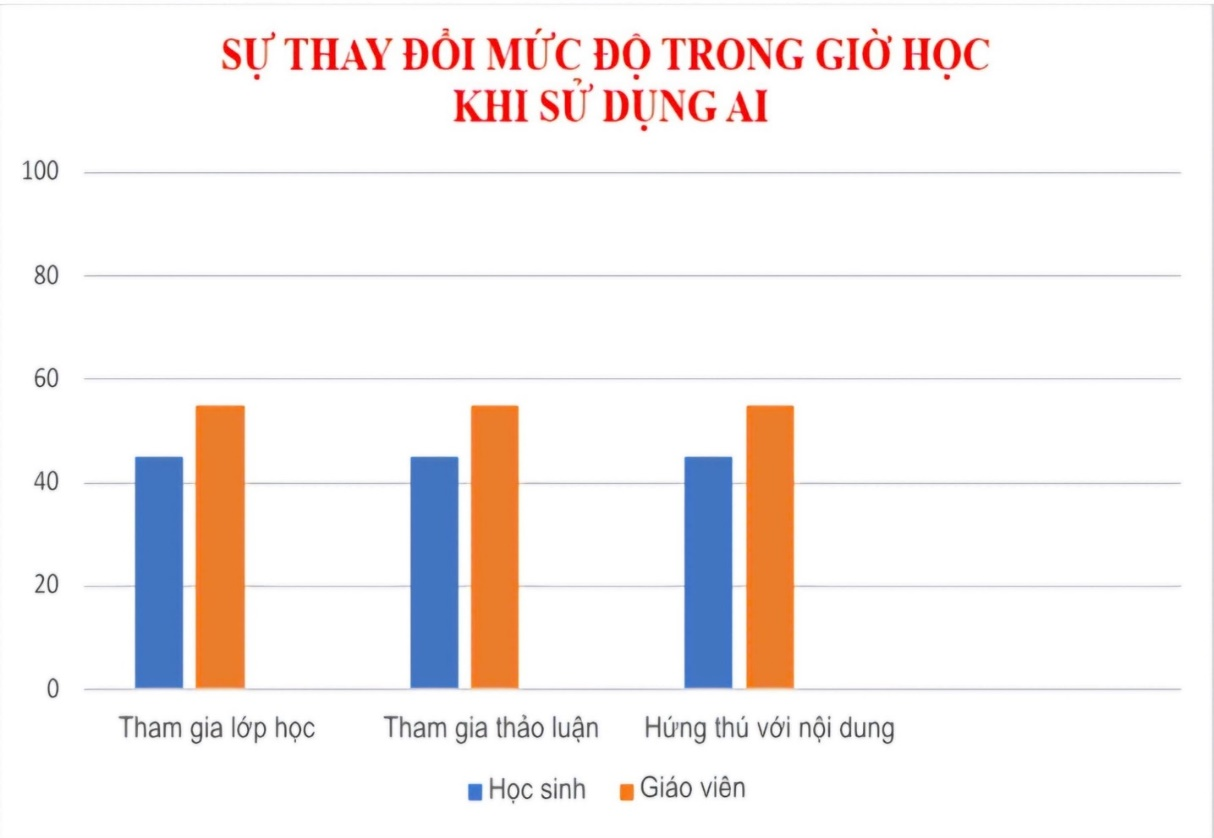 SỰ THAY ĐỔI MỨC ĐỘ TRONG GIỜ HỌC
KHI SỬ DỤNG AI
100
80
60
40
20
0
Tham gia lớp học Tham gia thảo luận Hứng thú với nội dung
Học sinh Giáo viên